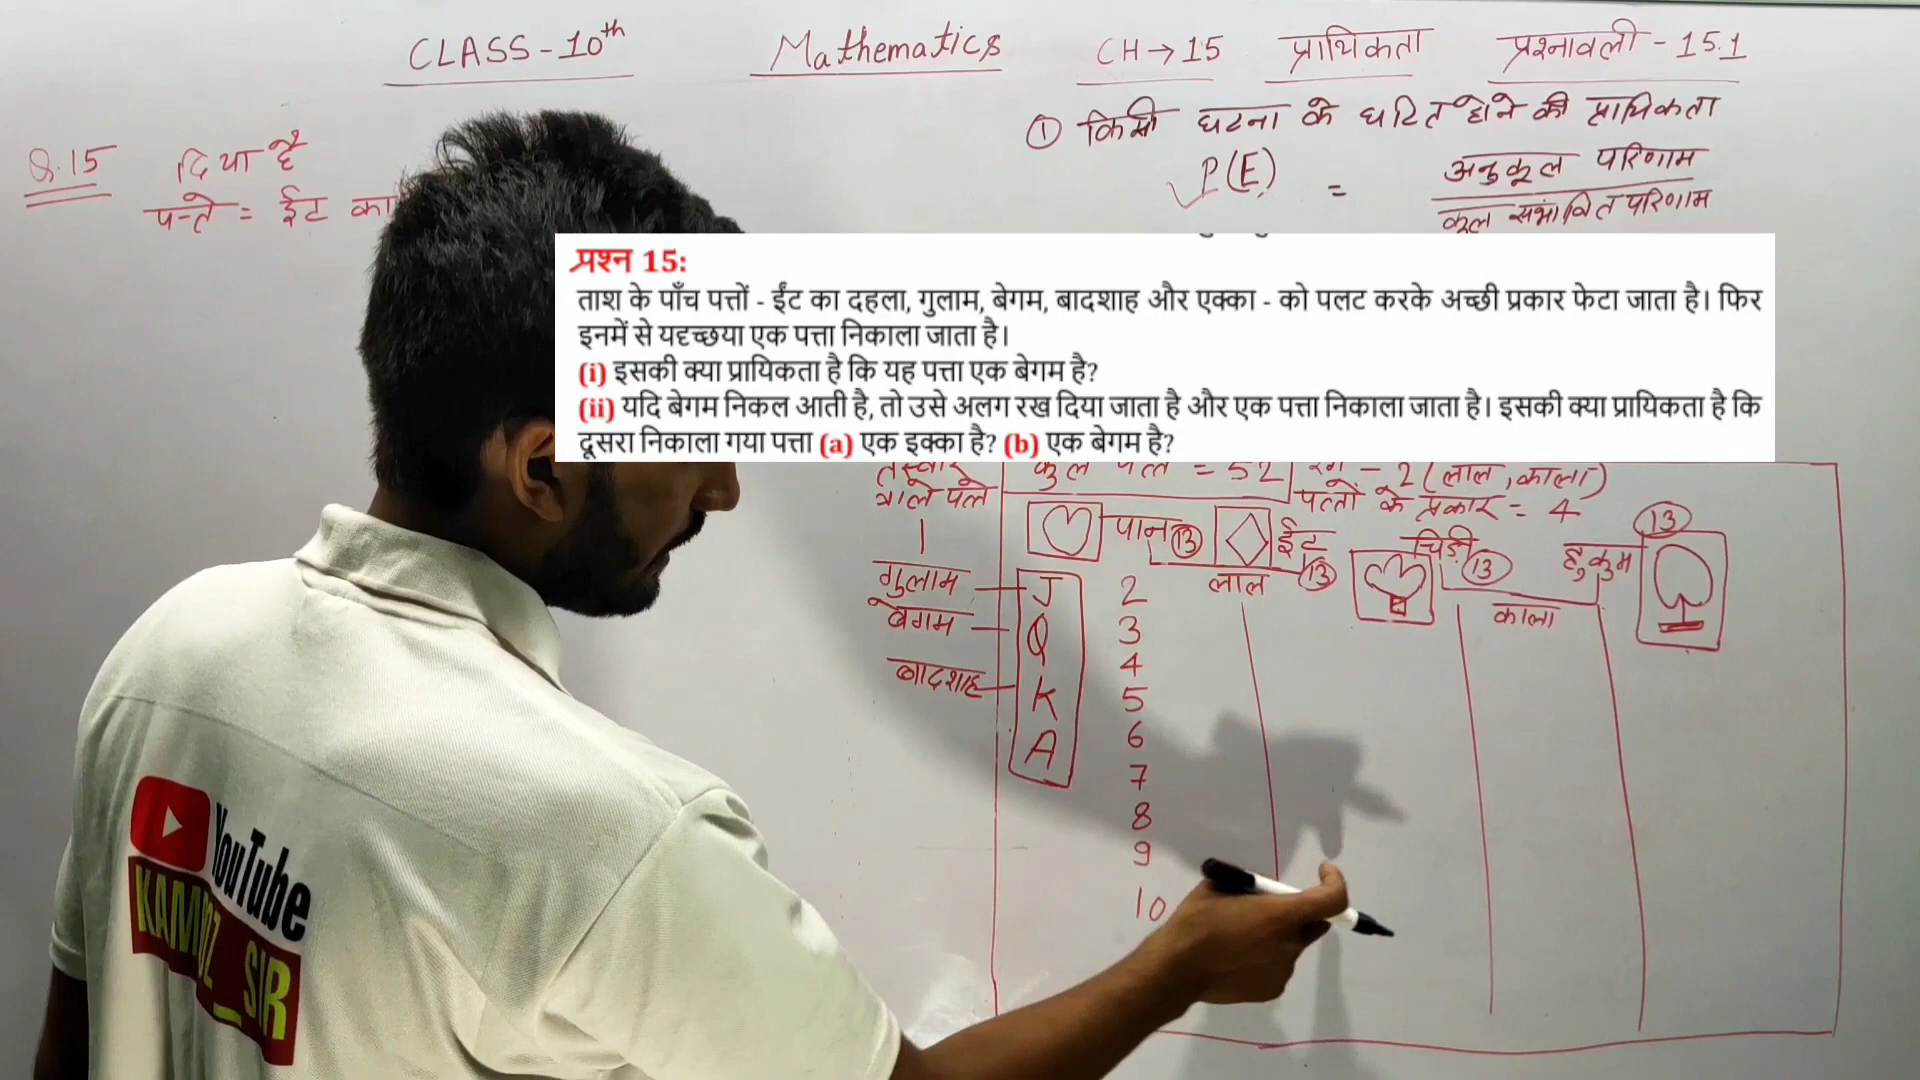 CLASS-10th Mathematics CH→15 प्रायिकता प्रश्नावली-15.1
① किसी घटना के घटित होने की प्रायिकता
P(E) = अनुकूल परिणाम
कुल संभावित परिणाम
Q.15 दिया है
पत्ते = ईंट का
प्रश्न 15:
ताश के पाँच पत्तों - ईंट का दहला, गुलाम, बेगम, बादशाह और एक्का - को पलट करके अच्छी प्रकार फेटा जाता है। फिर
इनमें से यदृच्छया एक पत्ता निकाला जाता है।
(i) इसकी क्या प्रायिकता है कि यह पत्ता एक बेगम है?
(ii) यदि बेगम निकल आती है, तो उसे अलग रख दिया जाता है और एक पत्ता निकाला जाता है। इसकी क्या प्रायिकता है कि
दूसरा निकाला गया पत्ता (a) एक इक्का है? (b) एक बेगम है?
कुल पत्ते = 52 रंग - 2 (लाल, काला)
वाले पत्ते
पत्तों के प्रकार = 4
पान 13 ईंट 13 लाल
चिड़ी 13 हुकुम 13 काला
गुलाम J
बेगम Q
बादशाह K
A
2
3
4
5
6
7
8
9
10
YouTube
SIR